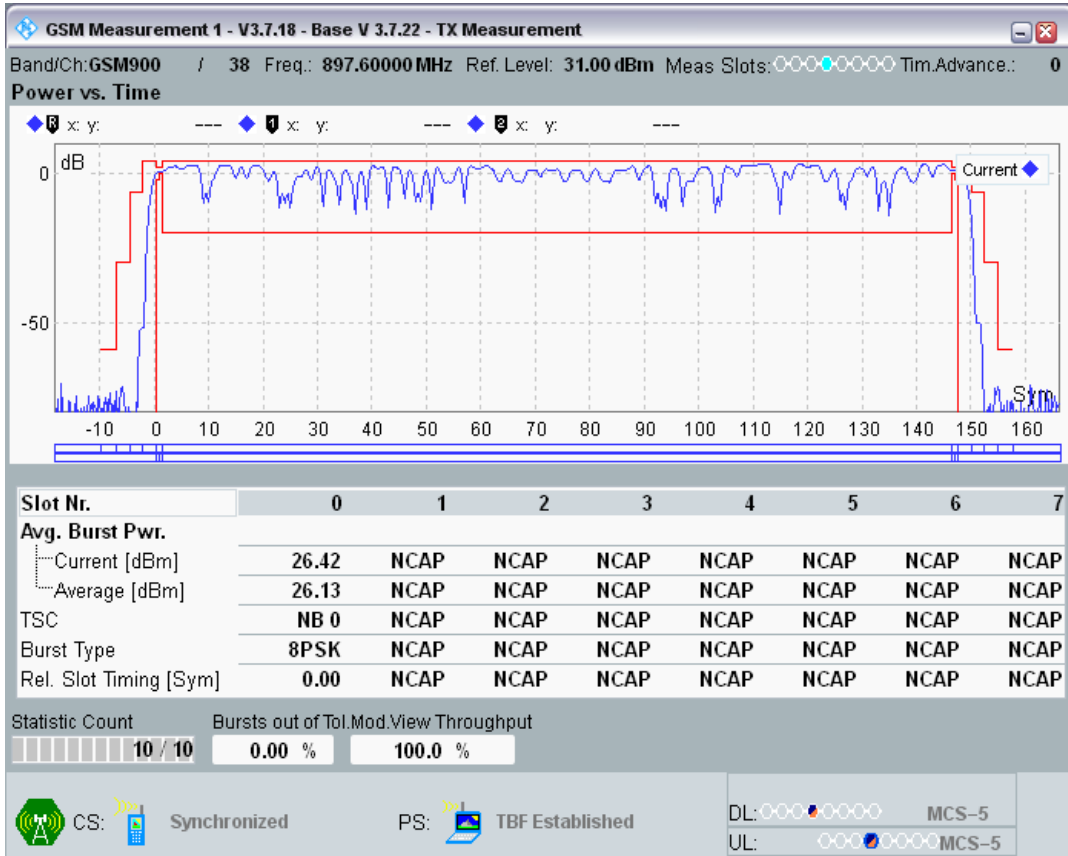 GSM Measurement 1 - V3.7.18 - Base V 3.7.22 - TX Measurement
Band/Ch:GSM900 / 38 Freq.: 897.60000 MHz Ref. Level: 31.00 dBm Meas Slots: Tim.Advance.: 0
Power vs. Time
R x: y: --- 1 x: y: --- 2 x: y: ---
dB
Current
0
-50
Sym
-10 0 10 20 30 40 50 60 70 80 90 100 110 120 130 140 150 160
Slot Nr. 0 1 2 3 4 5 6 7
Avg. Burst Pwr.
Current [dBm] 26.42 NCAP NCAP NCAP NCAP NCAP NCAP NCAP
Average [dBm] 26.13 NCAP NCAP NCAP NCAP NCAP NCAP NCAP
TSC NB 0 NCAP NCAP NCAP NCAP NCAP NCAP NCAP
Burst Type 8PSK NCAP NCAP NCAP NCAP NCAP NCAP NCAP
Rel. Slot Timing [Sym] 0.00 NCAP NCAP NCAP NCAP NCAP NCAP NCAP
Statistic Count Bursts out of Tol.Mod.View Throughput
10 / 10 0.00 % 100.0 %
CS: Synchronized PS: TBF Established
DL: MCS-5
UL: MCS-5